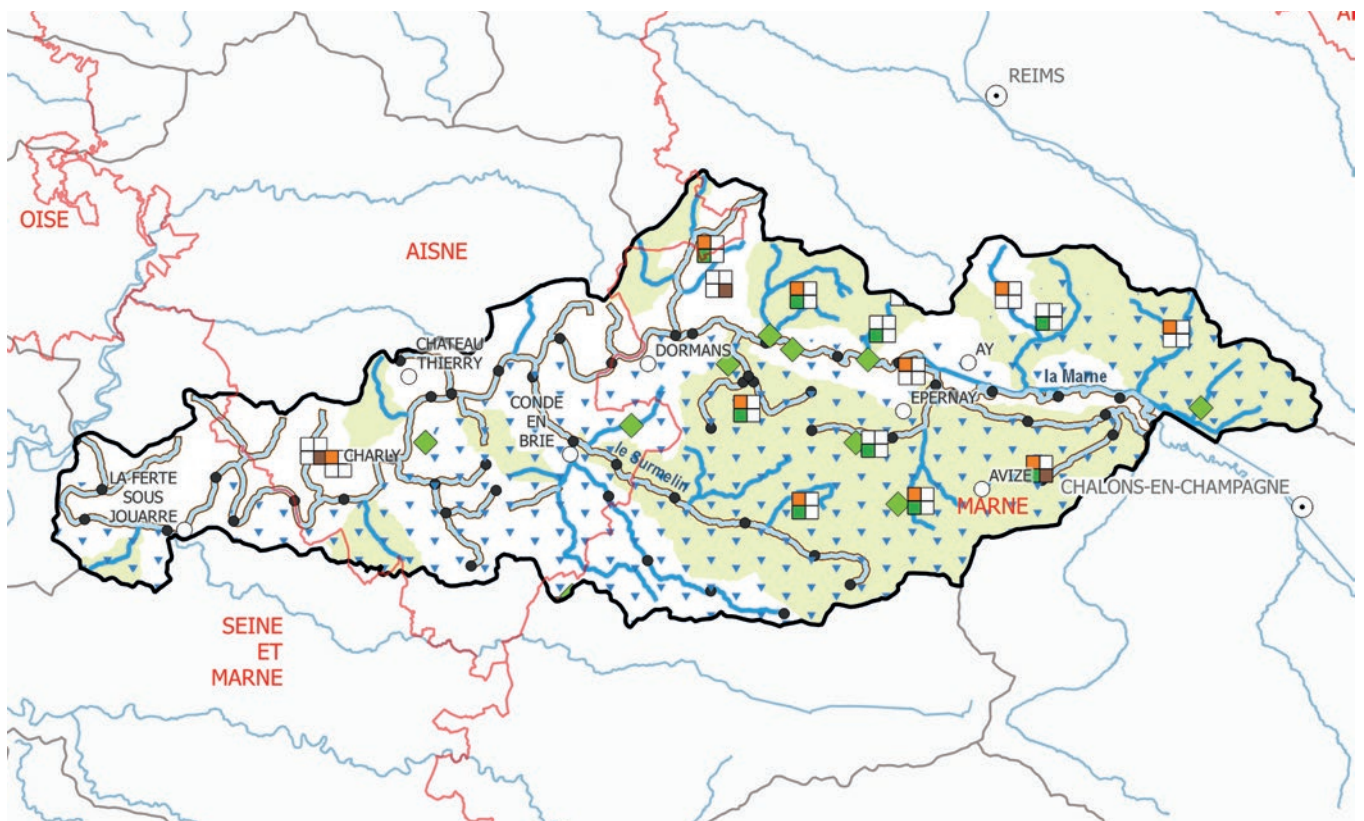 REIMS
OISE
AISNE
CHATEAU
THIERRY
DORMANS
AY
la Marne
EPERNAY
CONDE
EN
BRIE
CHARLY
le Surmelin
LA FERTE
SOUS
JOUARRE
AVIZE
CHALONS-EN-CHAMPAGNE
MARNE
SEINE
ET
MARNE